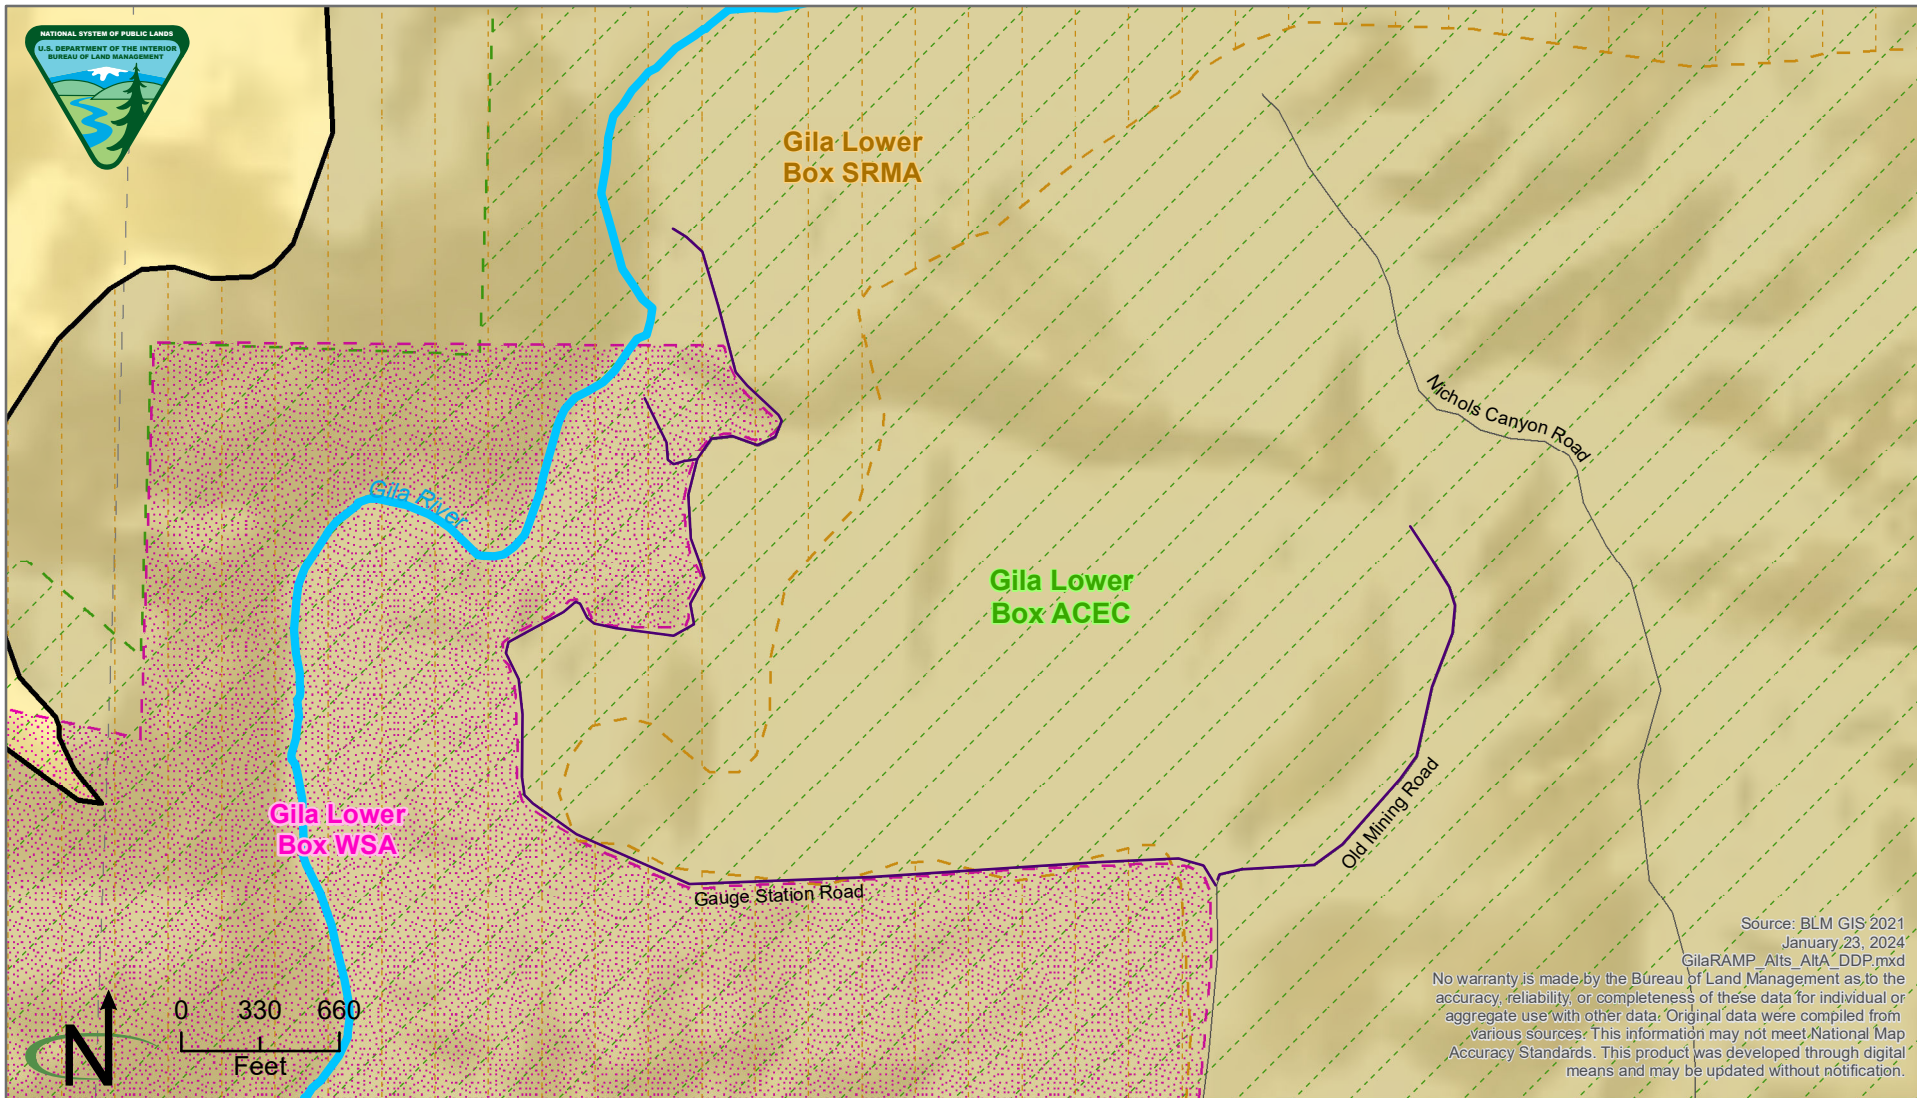 NATIONAL SYSTEM OF PUBLIC LANDS
U.S. DEPARTMENT OF THE INTERIOR
BUREAU OF LAND MANAGEMENT
Gila Lower
Box SRMA
Nichols Canyon Road
Gila River
Gila Lower
Box ACEC
Gila Lower
Box WSA
Old Mining Road
Gauge Station Road
Source: BLM GIS 2021
January 23, 2024
GilaRAMP_Alts_AltA_DDP.mxd
No warranty is made by the Bureau of Land Management as to the
accuracy, reliability, or completeness of these data for individual or
aggregate use with other data. Original data were compiled from
various sources. This information may not meet National Map
Accuracy Standards. This product was developed through digital
means and may be updated without notification.
0 330 660
Feet
N